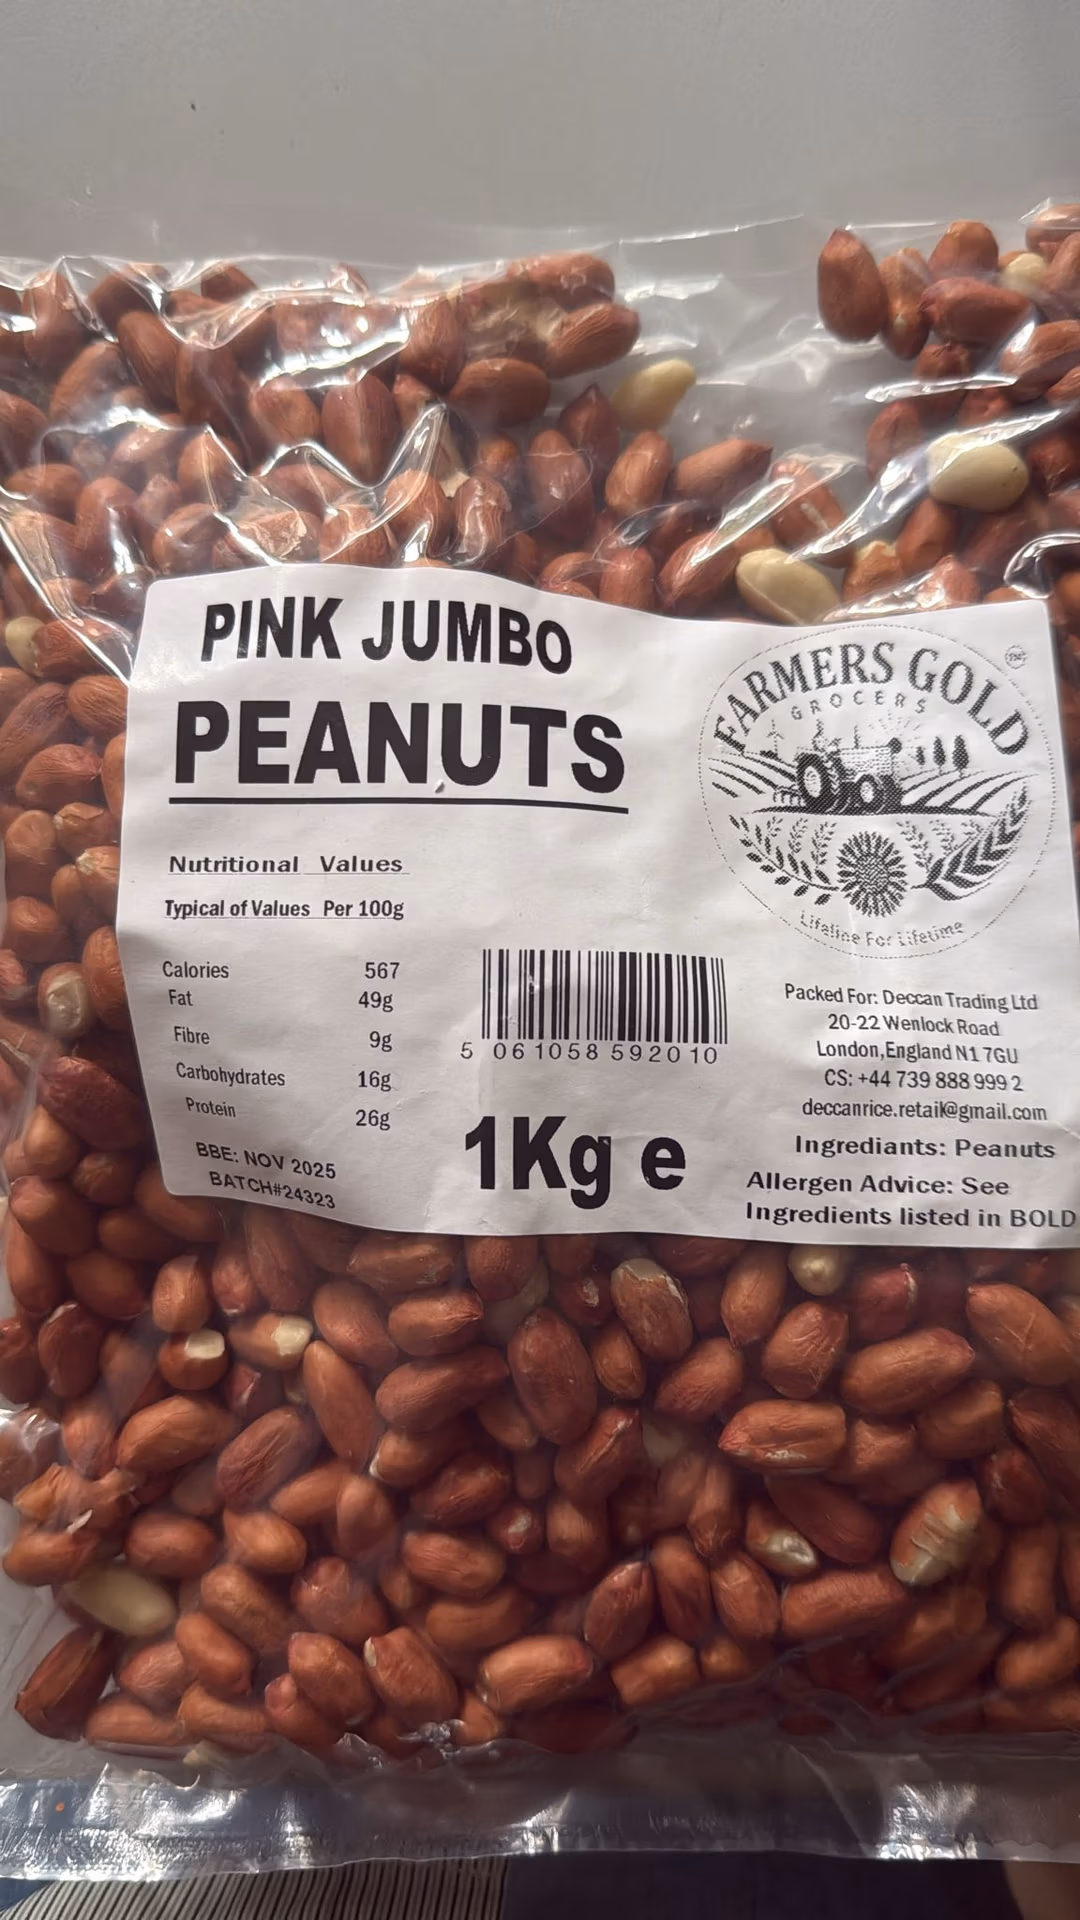 PINK JUMBO
PEANUTS
FARMERS GOLD
GROCERS
TM
Lifeline For Lifetime
Nutritional Values
Typical of Values Per 100g
Calories 567
Fat 49g
Fibre 9g
Carbohydrates 16g
Protein 26g
BBE: NOV 2025
BATCH#24323
5 061058 592010
1Kg e
Packed For: Deccan Trading Ltd
20-22 Wenlock Road
London,England N1 7GU
CS: +44 739 888 999 2
deccanrice.retail@gmail.com
Ingrediants: Peanuts
Allergen Advice: See
Ingredients listed in BOLD